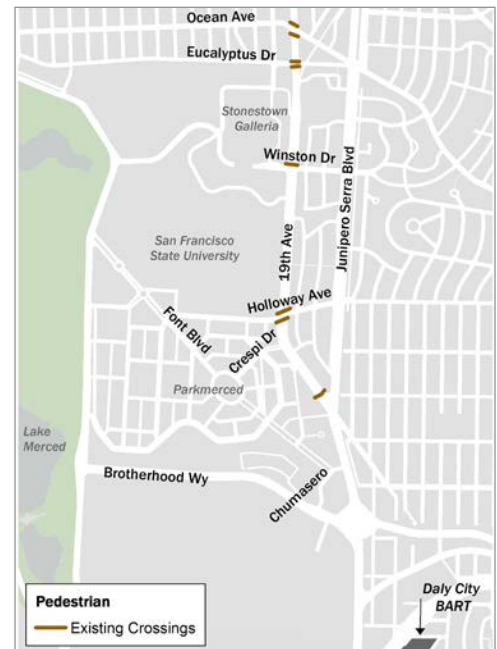 Ocean Ave
Eucalyptus Dr
Stonestown
Galleria
Winston Dr
Junipero Serra Blvd
19th Ave
San Francisco
State University
Holloway Ave
Font Blvd
Crespi Dr
Parkmerced
Lake
Merced
Brotherhood Wy
Chumasero
Daly City
BART
Pedestrian
Existing Crossings